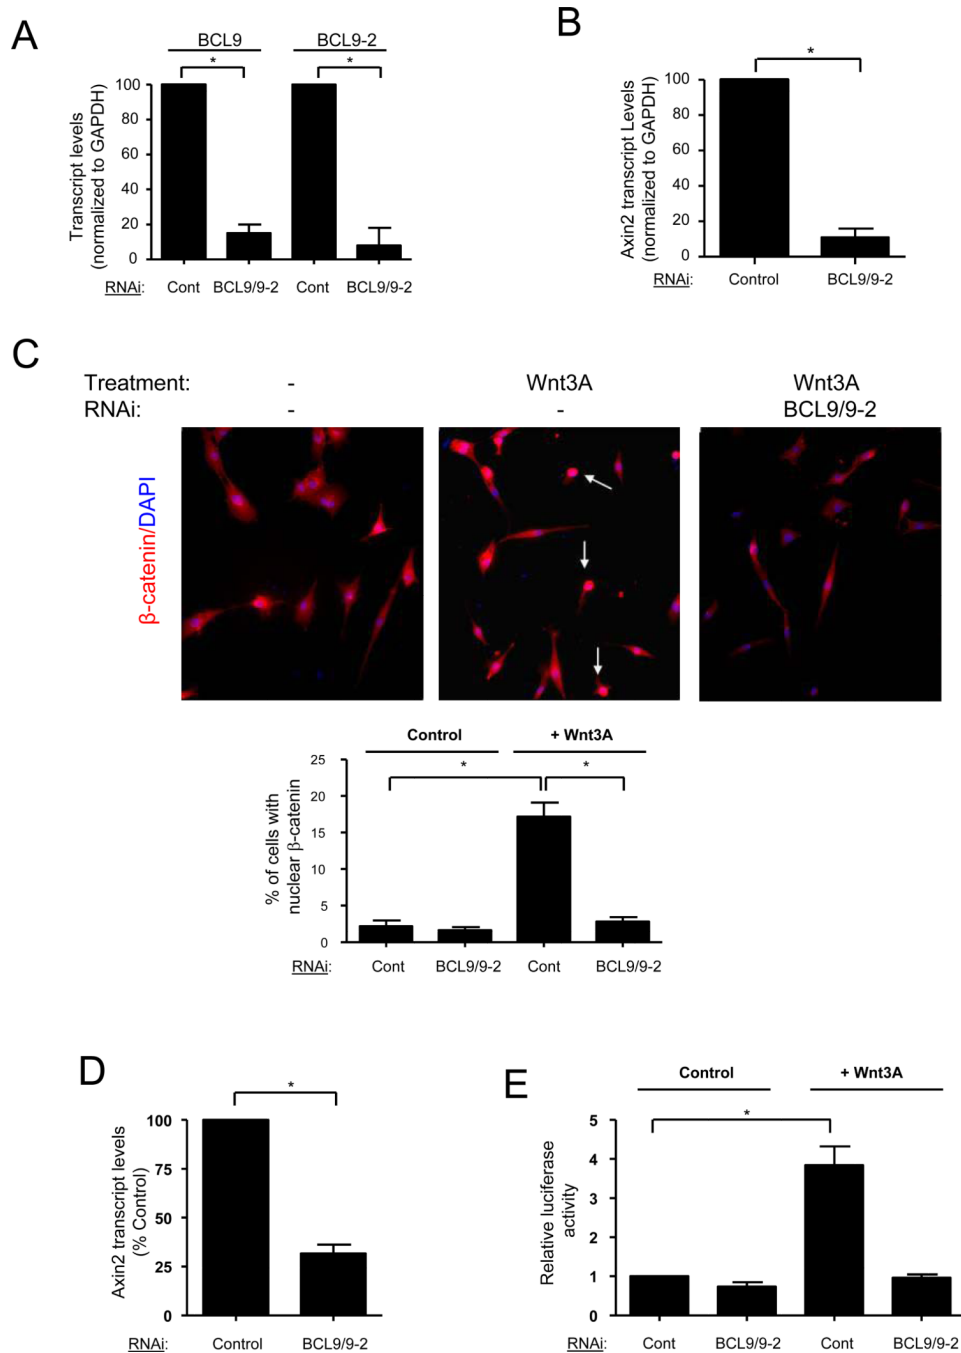 A
BCL9
BCL9-2
*
*
Transcript levels
(normalized to GAPDH)
100
80
60
40
20
0
RNAi:
Cont
BCL9/9-2
Cont
BCL9/9-2
B
*
Axin2 transcript Levels
(normalized to GAPDH)
100
80
60
40
20
0
RNAi:
Control
BCL9/9-2
C
Treatment: - Wnt3A Wnt3A
RNAi: - - BCL9/9-2
β-catenin/DAPI
Control
+ Wnt3A
*
*
% of cells with
nuclear β-catenin
25
20
15
10
5
0
RNAi:
Cont
BCL9/9-2
Cont
BCL9/9-2
D
*
Axin2 transcript levels
(% Control)
100
75
50
25
0
RNAi:
Control
BCL9/9-2
E
Control
+ Wnt3A
*
Relative luciferase
activity
5
4
3
2
1
0
RNAi:
Cont
BCL9/9-2
Cont
BCL9/9-2